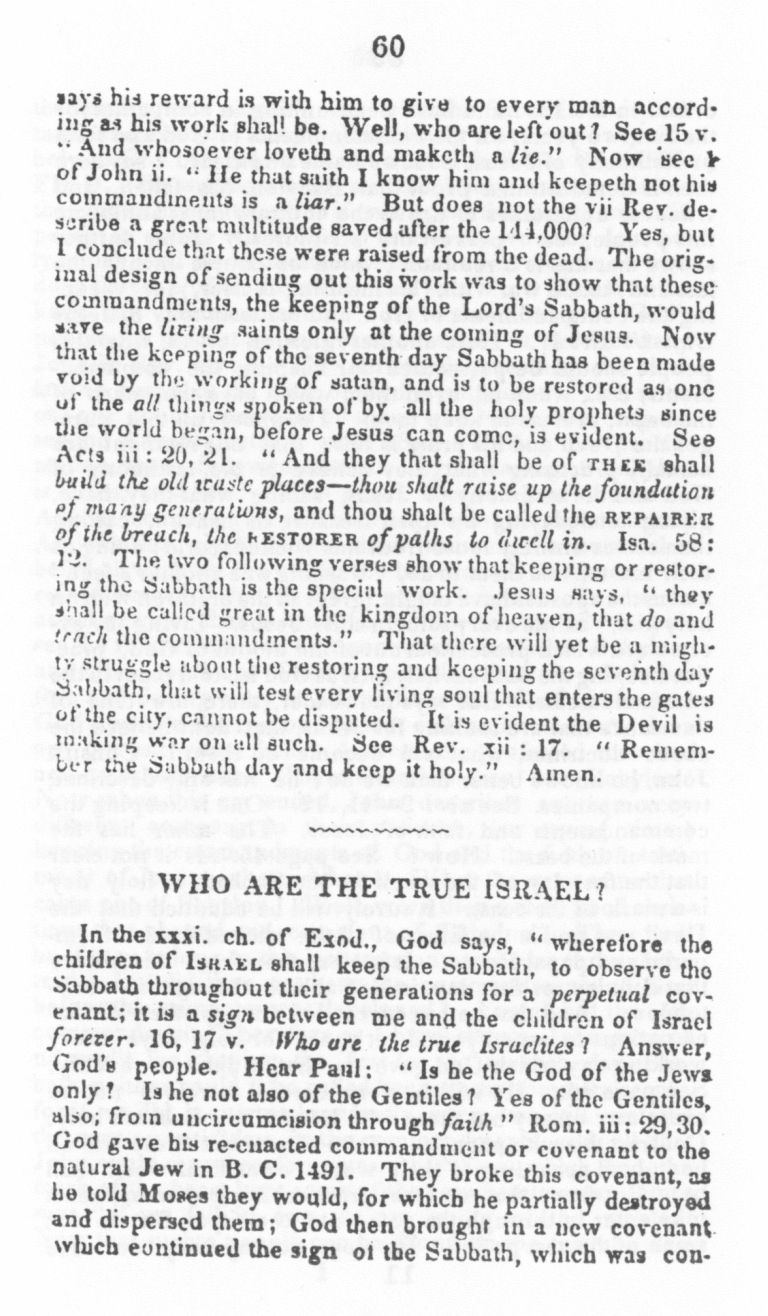 60
says his reward is with him to give to every man accord-
ing as his work shall be. Well, who are left out? See 15 v.
"And whosoever loveth and maketh a lie." Now see
of John ii. "He that saith I know him and keepeth not his
commandments is a liar." But does not the vii Rev. de-
scribe a great multitude saved after the 144,000? Yes, but
I conclude that these were raised from the dead. The orig-
inal design of sending out this work was to show that these
commandments, the keeping of the Lord's Sabbath, would
save the living saints only at the coming of Jesus. Now
that the keeping of the seventh day Sabbath has been made
void by the working of satan, and is to be restored as one
of the all things spoken of by all the holy prophets since
the world began, before Jesus can come, is evident. See
Acts iii : 20, 21. "And they that shall be of THEE shall
build the old waste places—thou shalt raise up the foundation
of many generations, and thou shalt be called the REPAIRER
of the breach, the RESTORER of paths to dwell in. Isa. 58:
12. The two following verses show that keeping or restor-
ing the Sabbath is the special work. Jesus says, "they
shall be called great in the kingdom of heaven, that do and
teach the commandments." That there will yet be a migh-
ty struggle about the restoring and keeping the seventh day
Sabbath, that will test every living soul that enters the gates
of the city, cannot be disputed. It is evident the Devil is
making war on all such. See Rev. xii : 17. "Remem-
ber the Sabbath day and keep it holy." Amen.
WHO ARE THE TRUE ISRAEL?
In the xxxi. ch. of Exod., God says, "wherefore the
children of ISRAEL shall keep the Sabbath, to observe the
Sabbath throughout their generations for a perpetual cov-
enant; it is a sign between me and the children of Israel
forever. 16, 17 v. Who are the true Israelites? Answer,
God's people. Hear Paul: "Is he the God of the Jews
only? Is he not also of the Gentiles? Yes of the Gentiles,
also; from uncircumcision through faith" Rom. iii: 29,30.
God gave his re-enacted commandment or covenant to the
natural Jew in B. C. 1491. They broke this covenant, as
he told Moses they would, for which he partially destroyed
and dispersed them; God then brought in a new covenant
which continued the sign of the Sabbath, which was con-